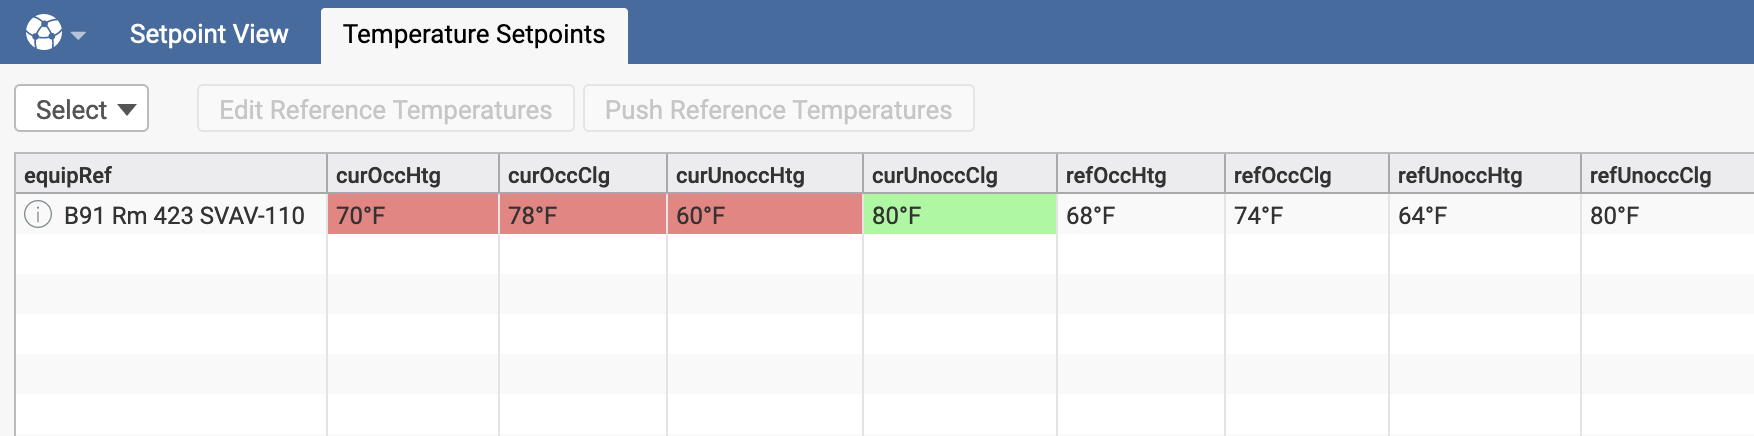 Setpoint View Temperature Setpoints
Select Edit Reference Temperatures Push Reference Temperatures
equipRef curOccHtg curOccClg curUnoccHtg curUnoccClg refOccHtg refOccClg refUnoccHtg refUnoccClg
B91 Rm 423 SVAV-110 70°F 78°F 60°F 80°F 68°F 74°F 64°F 80°F